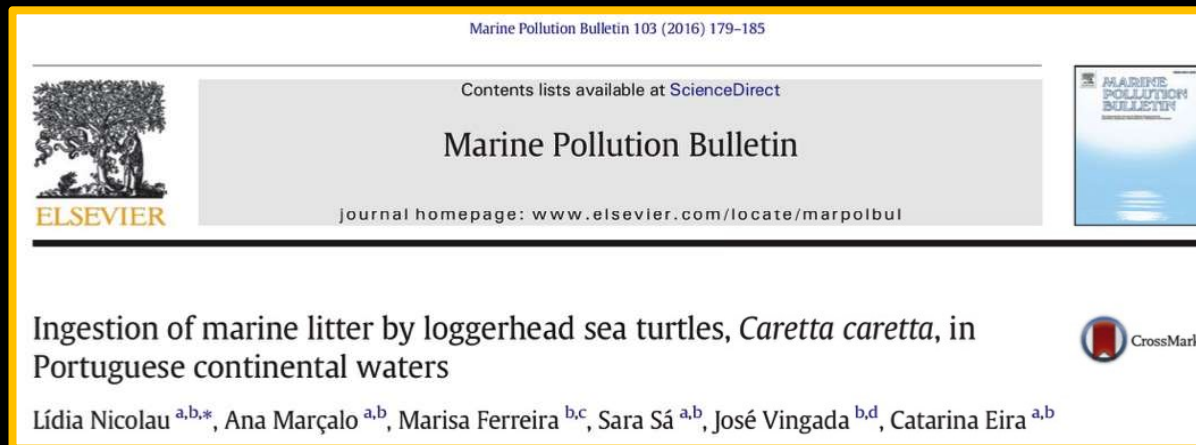 Marine Pollution Bulletin 103 (2016) 179–185
Contents lists available at ScienceDirect
Marine Pollution Bulletin
journal homepage: www.elsevier.com/locate/marpolbul
ELSEVIER
MARINE
POLLUTION
BULLETIN
Ingestion of marine litter by loggerhead sea turtles, Caretta caretta, in
Portuguese continental waters
CrossMark
Lídia Nicolau a,b,*, Ana Marçalo a,b, Marisa Ferreira b,c, Sara Sá a,b, José Vingada b,d, Catarina Eira a,b